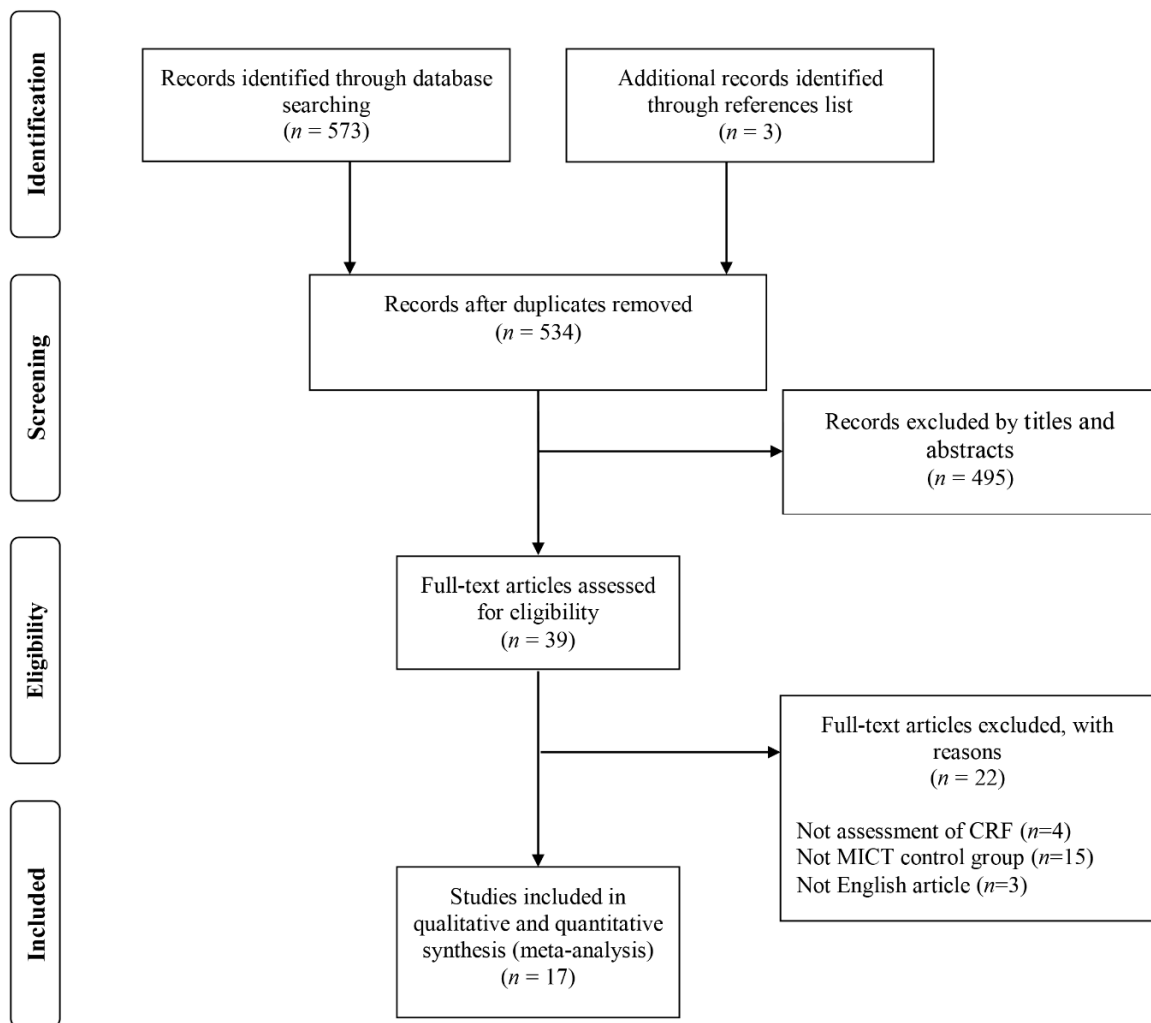 Identification
Records identified through database
searching
(n = 573)
Additional records identified
through references list
(n = 3)
Screening
Records after duplicates removed
(n = 534)
Records excluded by titles and
abstracts
(n = 495)
Eligibility
Full-text articles assessed
for eligibility
(n = 39)
Full-text articles excluded, with
reasons
(n = 22)
Not assessment of CRF (n=4)
Not MICT control group (n=15)
Not English article (n=3)
Included
Studies included in
qualitative and quantitative
synthesis (meta-analysis)
(n = 17)